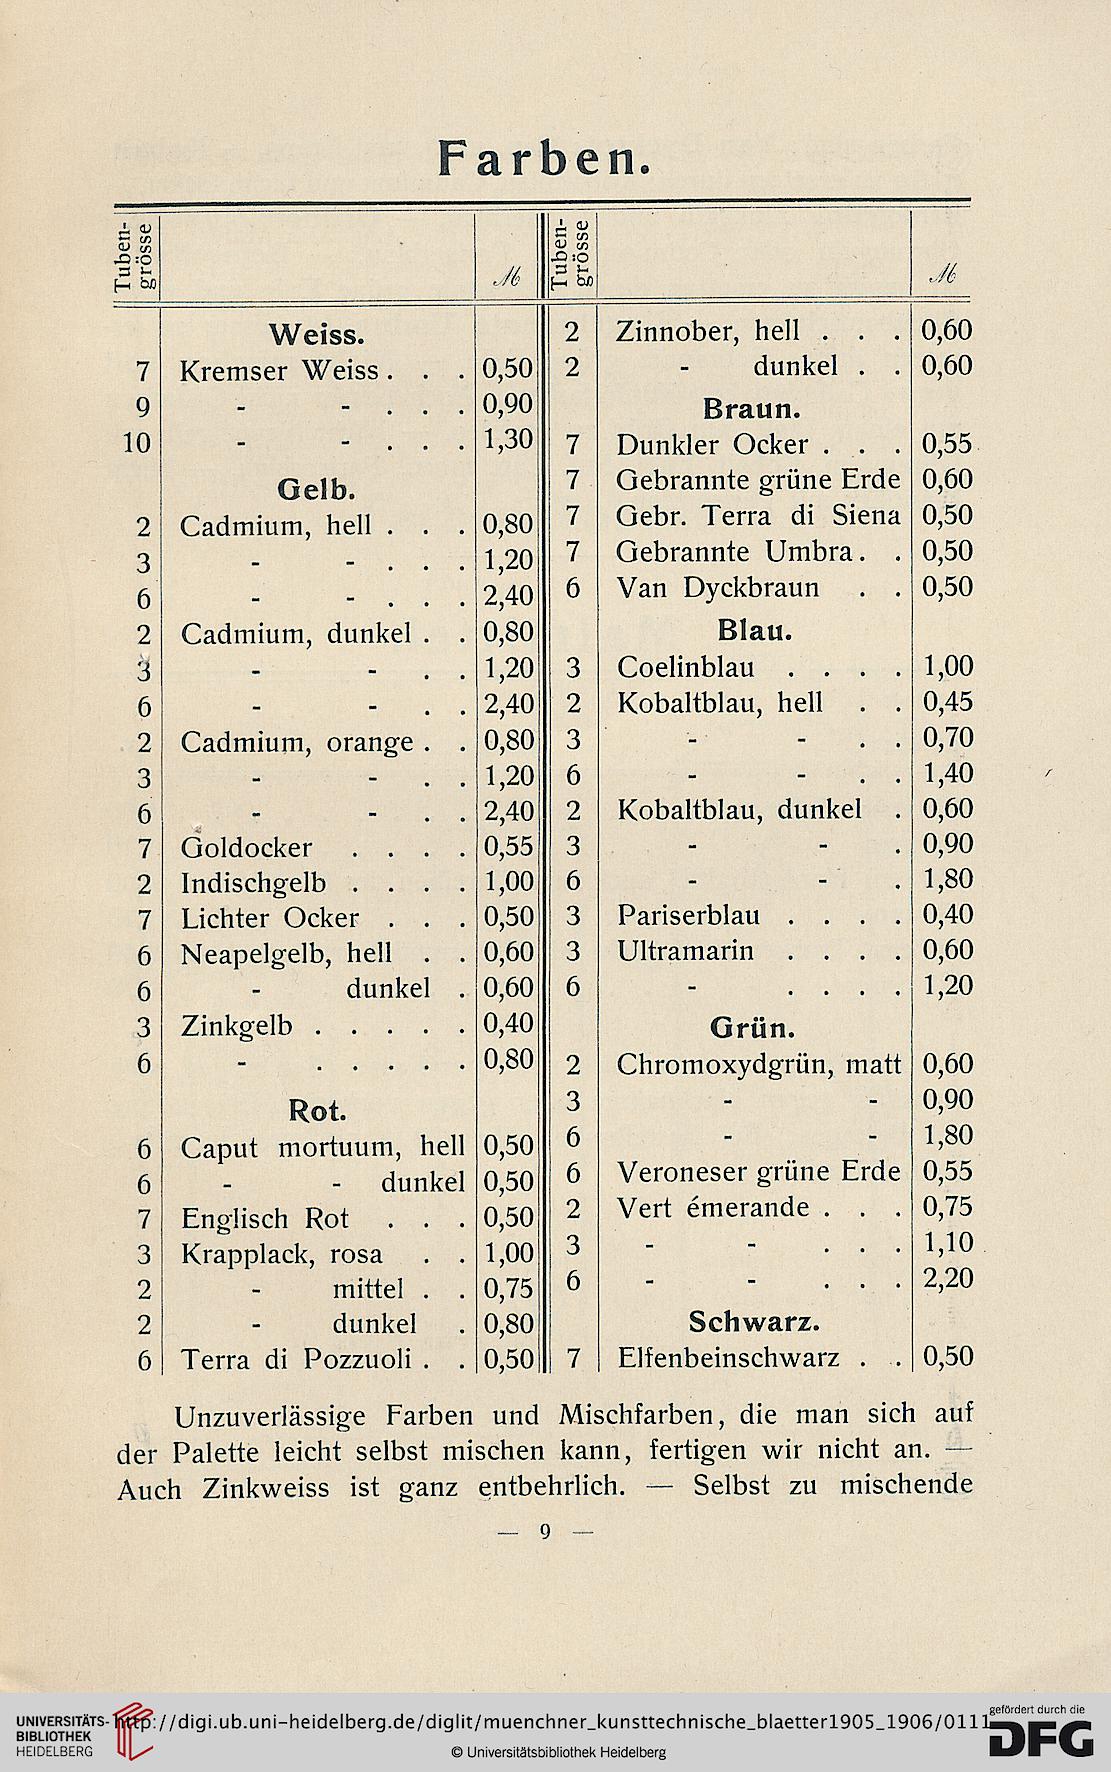 Farben.
Tuben-
grösse
ℳ
Weiss.
7 Kremser Weiss . . . 0,50
9 - - . . . 0,90
10 - - . . . 1,30
Gelb.
2 Cadmium, hell . . . 0,80
3 - - . . . 1,20
6 - - . . . 2,40
2 Cadmium, dunkel . . 0,80
3 - - . . 1,20
6 - - . . 2,40
2 Cadmium, orange . . 0,80
3 - - . . 1,20
6 - - . . 2,40
7 Goldocker . . . . 0,55
2 Indischgelb . . . . 1,00
7 Lichter Ocker . . . 0,50
6 Neapelgelb, hell . . 0,60
6 - dunkel . 0,60
3 Zinkgelb . . . . . 0,40
6 - . . . . . 0,80
Rot.
6 Caput mortuum, hell 0,50
6 - - dunkel 0,50
7 Englisch Rot . . . 0,50
3 Krapplack, rosa . . 1,00
2 - mittel . . 0,75
2 - dunkel . 0,80
6 Terra di Pozzuoli . . 0,50
Tuben-
grösse
ℳ
2 Zinnober, hell . . . 0,60
2 - dunkel . . 0,60
Braun.
7 Dunkler Ocker . . . 0,55
7 Gebrannte grüne Erde 0,60
7 Gebr. Terra di Siena 0,50
7 Gebrannte Umbra . . 0,50
6 Van Dyckbraun . . 0,50
Blau.
3 Coelinblau . . . . 1,00
2 Kobaltblau, hell . . 0,45
3 - - . . 0,70
6 - - . . 1,40
2 Kobaltblau, dunkel . 0,60
3 - - . 0,90
6 - - . 1,80
3 Pariserblau . . . . 0,40
3 Ultramarin . . . . 0,60
6 - . . . . 1,20
Grün.
2 Chromoxydgrün, matt 0,60
3 - - 0,90
6 - - 1,80
6 Veroneser grüne Erde 0,55
2 Vert émerande . . . 0,75
3 - - . . . 1,10
6 - - . . . 2,20
Schwarz.
7 Elfenbeinschwarz . . 0,50
Unzuverlässige Farben und Mischfarben, die man sich auf
der Palette leicht selbst mischen kann, fertigen wir nicht an. —
Auch Zinkweiss ist ganz entbehrlich. — Selbst zu mischende
— 9 —
UNIVERSITÄTS-
BIBLIOTHEK
HEIDELBERG
http://digi.ub.uni-heidelberg.de/diglit/muenchner_kunsttechnische_blaetter1905_1906/0111
© Universitätsbibliothek Heidelberg
gefördert durch die
DFG